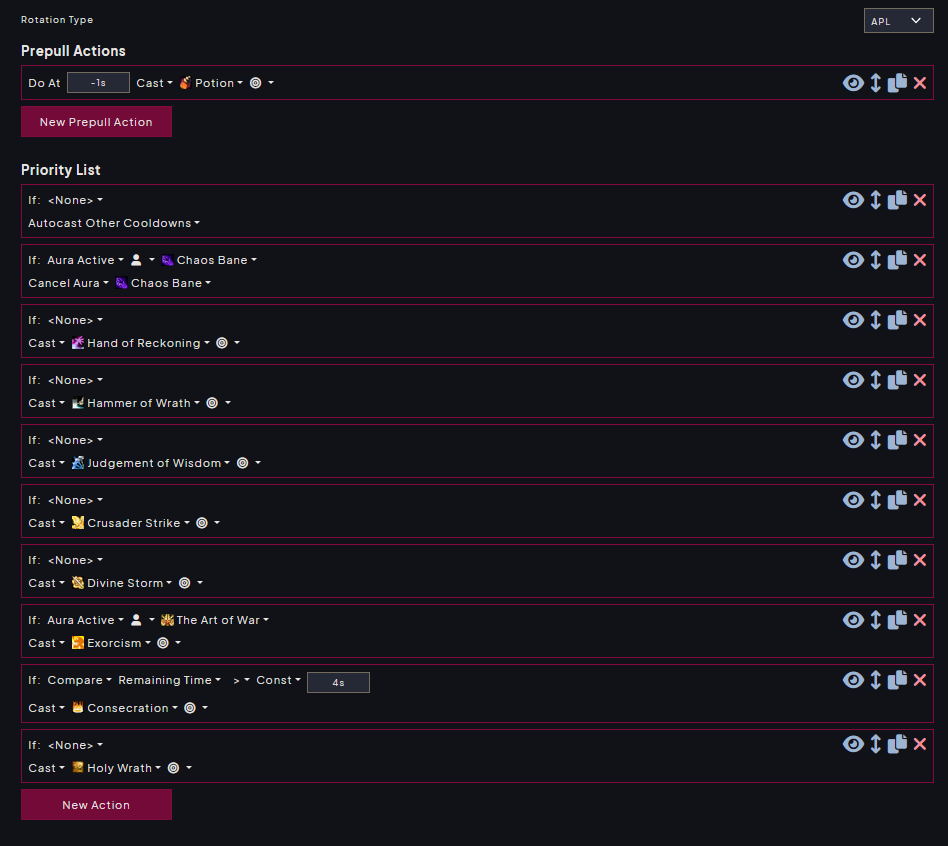 Rotation Type
APL
Prepull Actions
Do At -1s Cast Potion
New Prepull Action
Priority List
If: <None>
Autocast Other Cooldowns
If: Aura Active Chaos Bane
Cancel Aura Chaos Bane
If: <None>
Cast Hand of Reckoning
If: <None>
Cast Hammer of Wrath
If: <None>
Cast Judgement of Wisdom
If: <None>
Cast Crusader Strike
If: <None>
Cast Divine Storm
If: Aura Active The Art of War
Cast Exorcism
If: Compare Remaining Time > Const 4s
Cast Consecration
If: <None>
Cast Holy Wrath
New Action